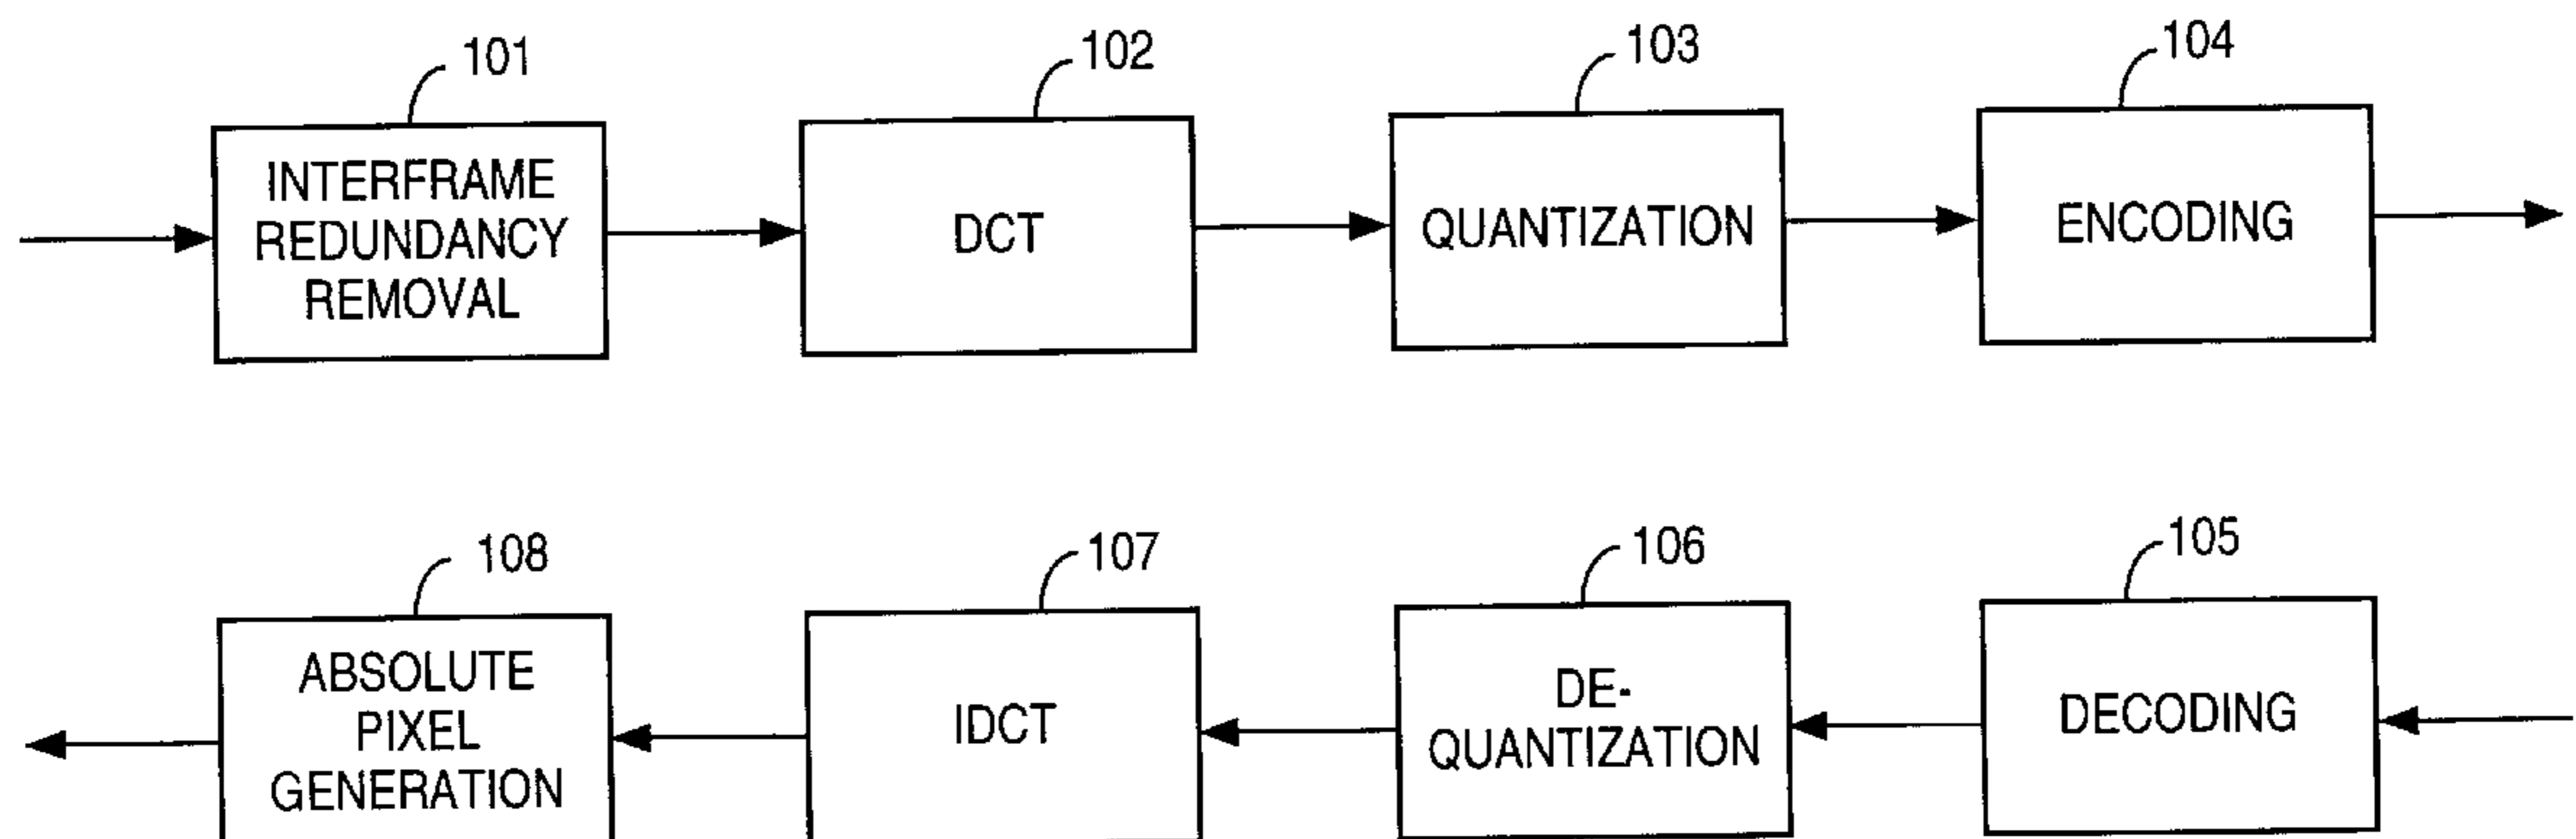 101
102
103
104
INTERFRAME
REDUNDANCY
REMOVAL
DCT
QUANTIZATION
ENCODING
108
107
106
105
ABSOLUTE
PIXEL
GENERATION
IDCT
DE-
QUANTIZATION
DECODING